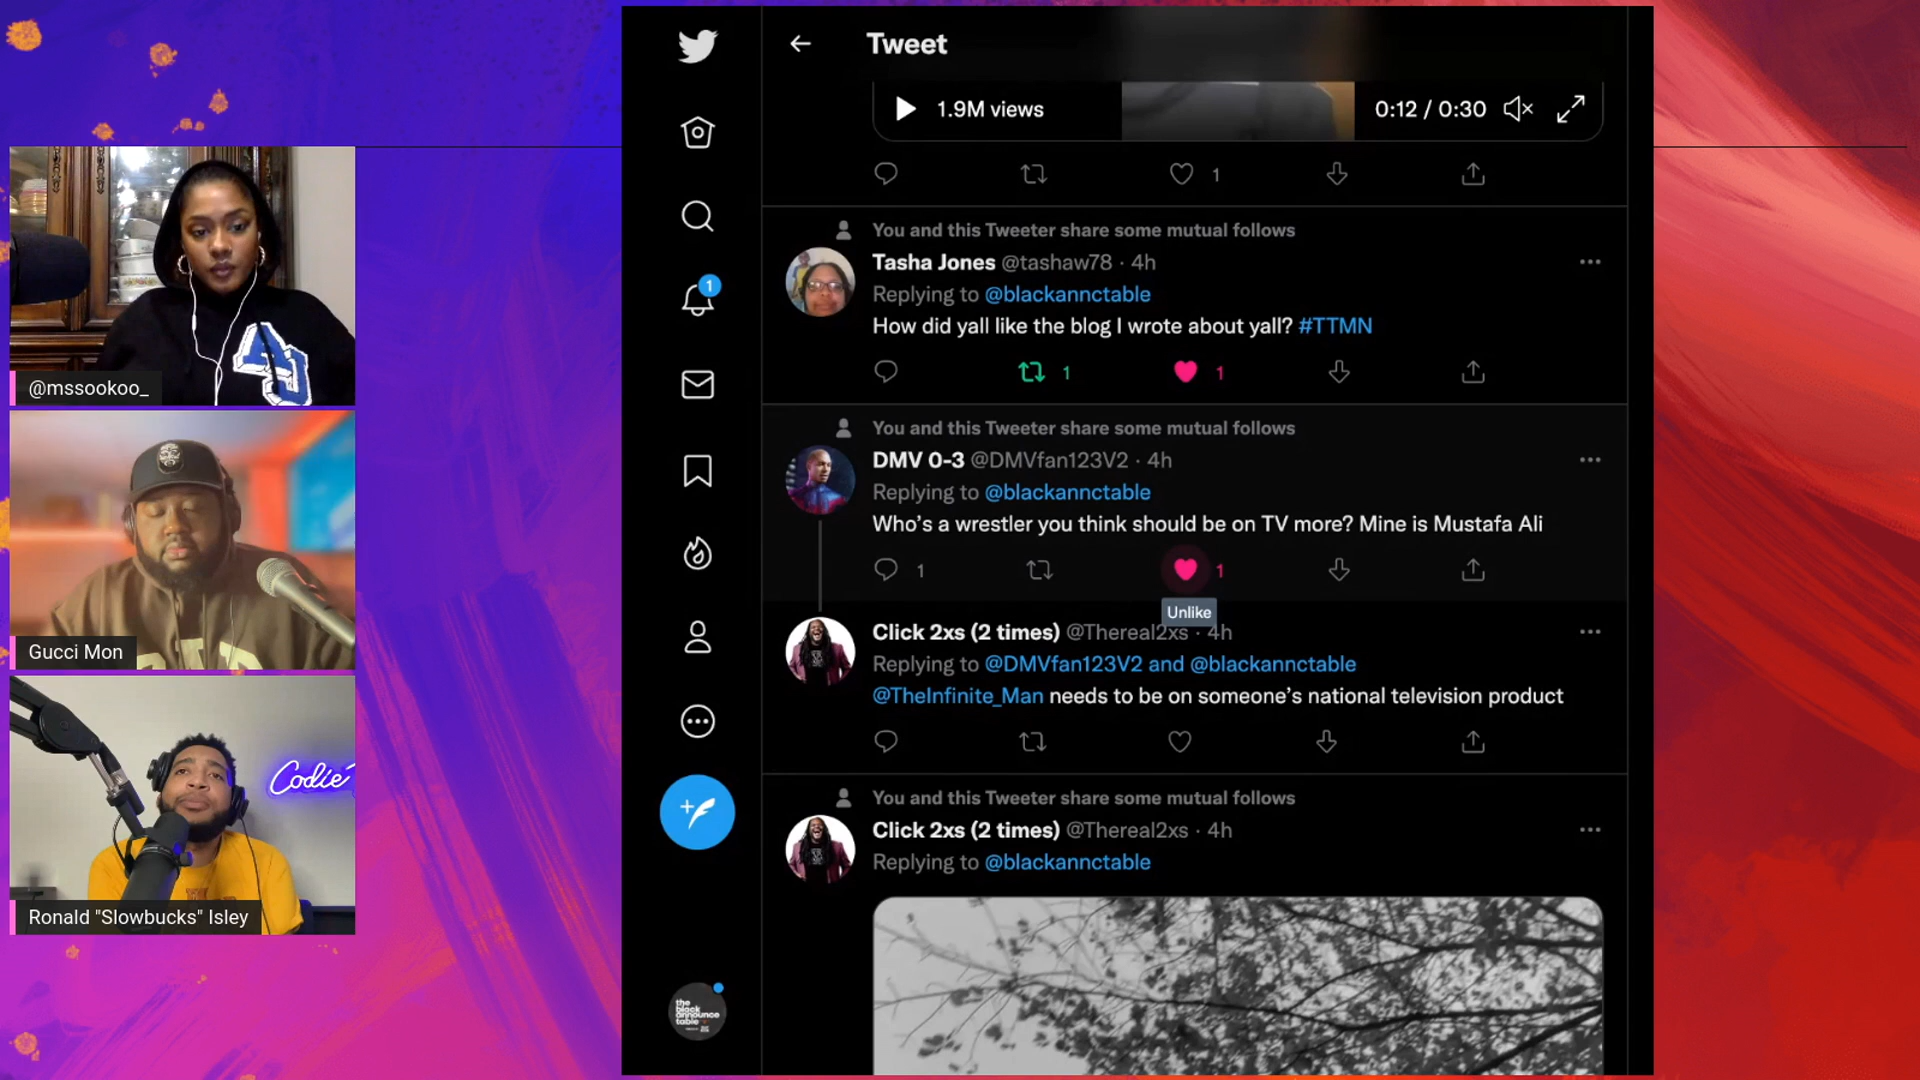 @mssookoo_
Gucci Mon
Codie
Ronald "Slowbucks" Isley
Tweet
1.9M views
0:12 / 0:30
1
You and this Tweeter share some mutual follows
Tasha Jones @tashaw78 · 4h
Replying to @blackannctable
How did yall like the blog I wrote about yall? #TTMN
1 1
You and this Tweeter share some mutual follows
DMV 0-3 @DMVfan123V2 · 4h
Replying to @blackannctable
Who's a wrestler you think should be on TV more? Mine is Mustafa Ali
1 1
Unlike
Click 2xs (2 times) @Thereal2xs · 4h
Replying to @DMVfan123V2 and @blackannctable
@TheInfinite_Man needs to be on someone's national television product
You and this Tweeter share some mutual follows
Click 2xs (2 times) @Thereal2xs · 4h
Replying to @blackannctable
1
the
black
announce
table